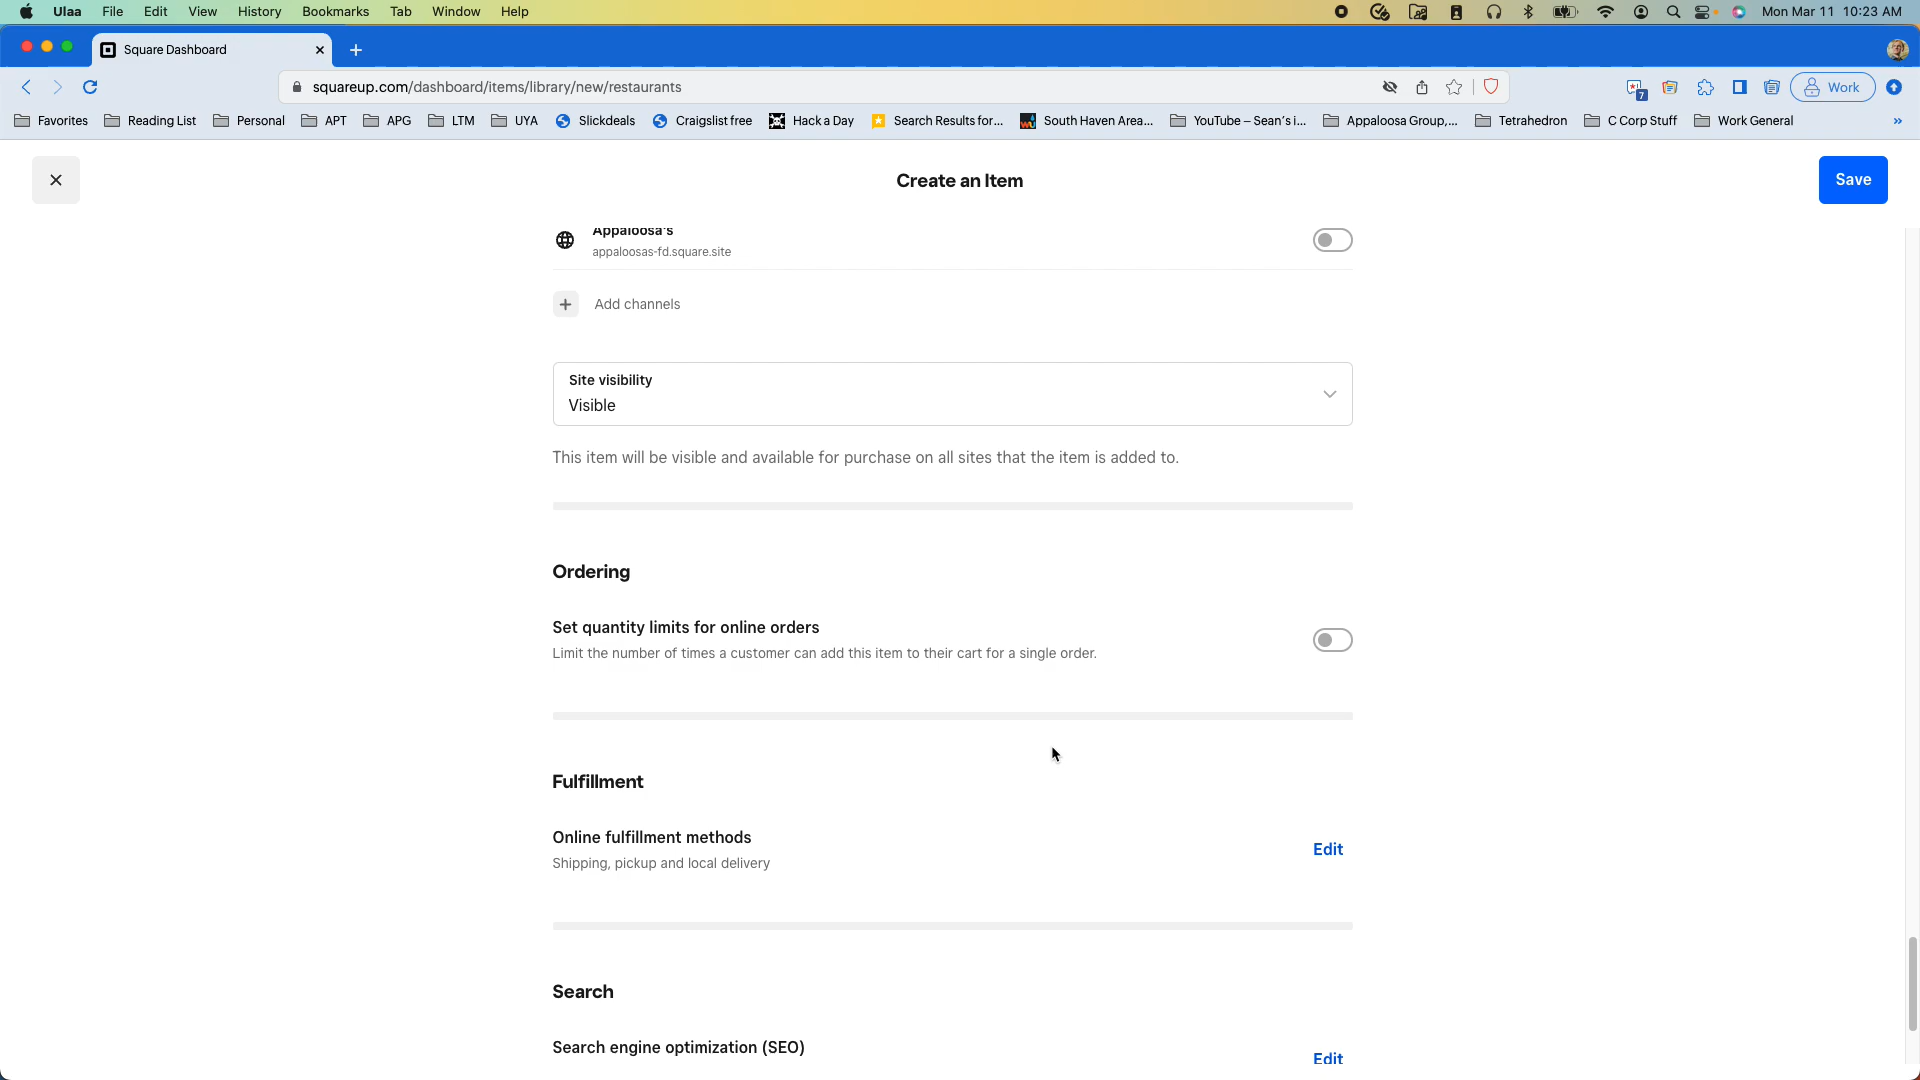 Ulaa File Edit View History Bookmarks Tab Window Help Mon Mar 11 10:23 AM
Square Dashboard
squareup.com/dashboard/items/library/new/restaurants 7 Work
Favorites Reading List Personal APT APG LTM UYA Slickdeals Craigslist free Hack a Day Search Results for... South Haven Area... YouTube – Sean's i... Appaloosa Group,... Tetrahedron C Corp Stuff Work General »
Create an Item
Save
Appaloosa's
appaloosas-fd.square.site
Add channels
Site visibility
Visible
This item will be visible and available for purchase on all sites that the item is added to.
Ordering
Set quantity limits for online orders
Limit the number of times a customer can add this item to their cart for a single order.
Fulfillment
Online fulfillment methods
Edit
Shipping, pickup and local delivery
Search
Search engine optimization (SEO)
Edit